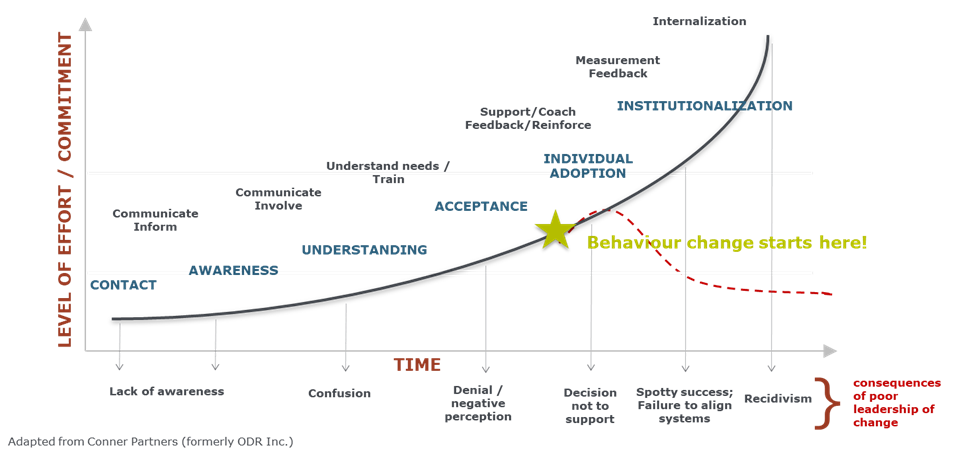 Internalization
Measurement
Feedback
INSTITUTIONALIZATION
Support/Coach
Feedback/Reinforce
INDIVIDUAL
ADOPTION
Understand needs /
Train
Communicate
Involve
ACCEPTANCE
Communicate
Inform
Behaviour change starts here!
UNDERSTANDING
AWARENESS
CONTACT
LEVEL OF EFFORT / COMMITMENT
TIME
Lack of awareness
Confusion
Denial /
negative
perception
Decision
not to
support
Spotty success;
Failure to align
systems
Recidivism
consequences
of poor
leadership of
change
Adapted from Conner Partners (formerly ODR Inc.)